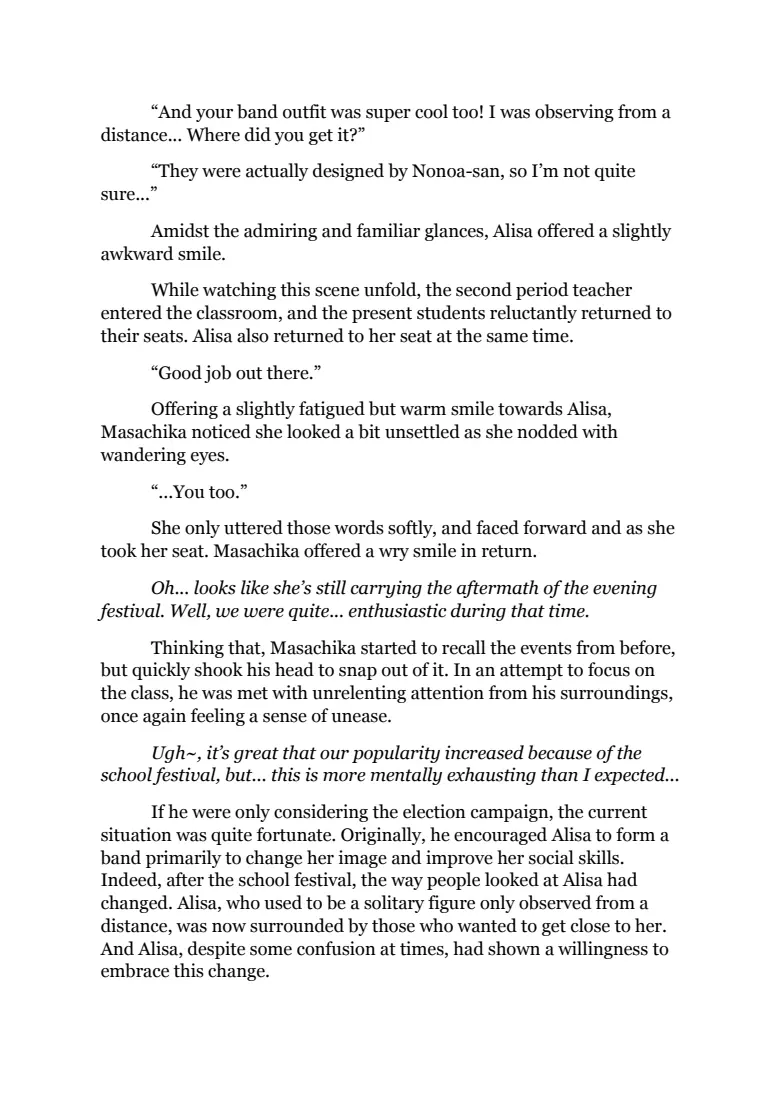 “And your band outfit was super cool too! I was observing from a
distance... Where did you get it?”
“They were actually designed by Nonoa-san, so I’m not quite
sure...”
Amidst the admiring and familiar glances, Alisa offered a slightly
awkward smile.
While watching this scene unfold, the second period teacher
entered the classroom, and the present students reluctantly returned to
their seats. Alisa also returned to her seat at the same time.
“Good job out there.”
Offering a slightly fatigued but warm smile towards Alisa,
Masachika noticed she looked a bit unsettled as she nodded with
wandering eyes.
“...You too.”
She only uttered those words softly, and faced forward and as she
took her seat. Masachika offered a wry smile in return.
Oh... looks like she’s still carrying the aftermath of the evening
festival. Well, we were quite... enthusiastic during that time.
Thinking that, Masachika started to recall the events from before,
but quickly shook his head to snap out of it. In an attempt to focus on
the class, he was met with unrelenting attention from his surroundings,
once again feeling a sense of unease.
Ugh~, it’s great that our popularity increased because of the
school festival, but... this is more mentally exhausting than I expected...
If he were only considering the election campaign, the current
situation was quite fortunate. Originally, he encouraged Alisa to form a
band primarily to change her image and improve her social skills.
Indeed, after the school festival, the way people looked at Alisa had
changed. Alisa, who used to be a solitary figure only observed from a
distance, was now surrounded by those who wanted to get close to her.
And Alisa, despite some confusion at times, had shown a willingness to
embrace this change.